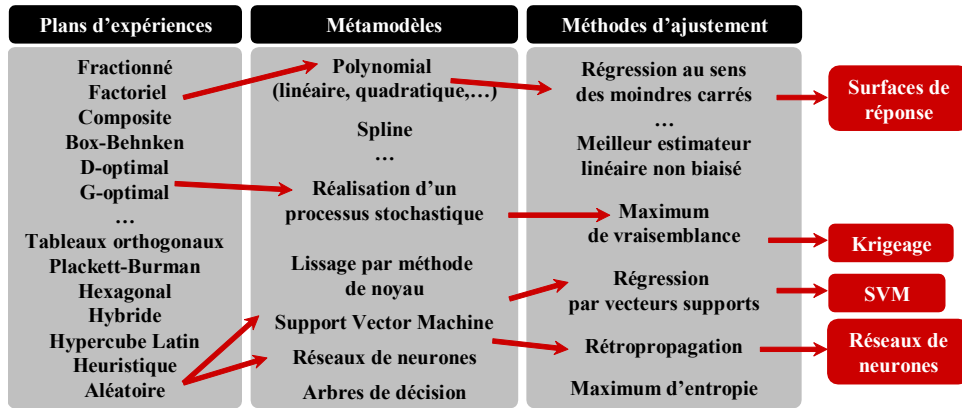 Plans d'expériences
Fractionné
Factoriel
Composite
Box-Behnken
D-optimal
G-optimal
…
Tableaux orthogonaux
Plackett-Burman
Hexagonal
Hybride
Hypercube Latin
Heuristique
Aléatoire
Métamodèles
Polynomial
(linéaire, quadratique,…)
Spline
…
Réalisation d'un
processus stochastique
Lissage par méthode
de noyau
Support Vector Machine
Réseaux de neurones
Arbres de décision
Méthodes d'ajustement
Régression au sens
des moindres carrés
…
Meilleur estimateur
linéaire non biaisé
Maximum
de vraisemblance
Régression
par vecteurs supports
Rétropropagation
Maximum d'entropie
Surfaces de
réponse
Krigeage
SVM
Réseaux de
neurones